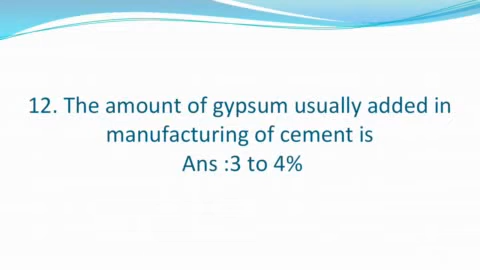 12. The amount of gypsum usually added in
manufacturing of cement is
Ans :3 to 4%